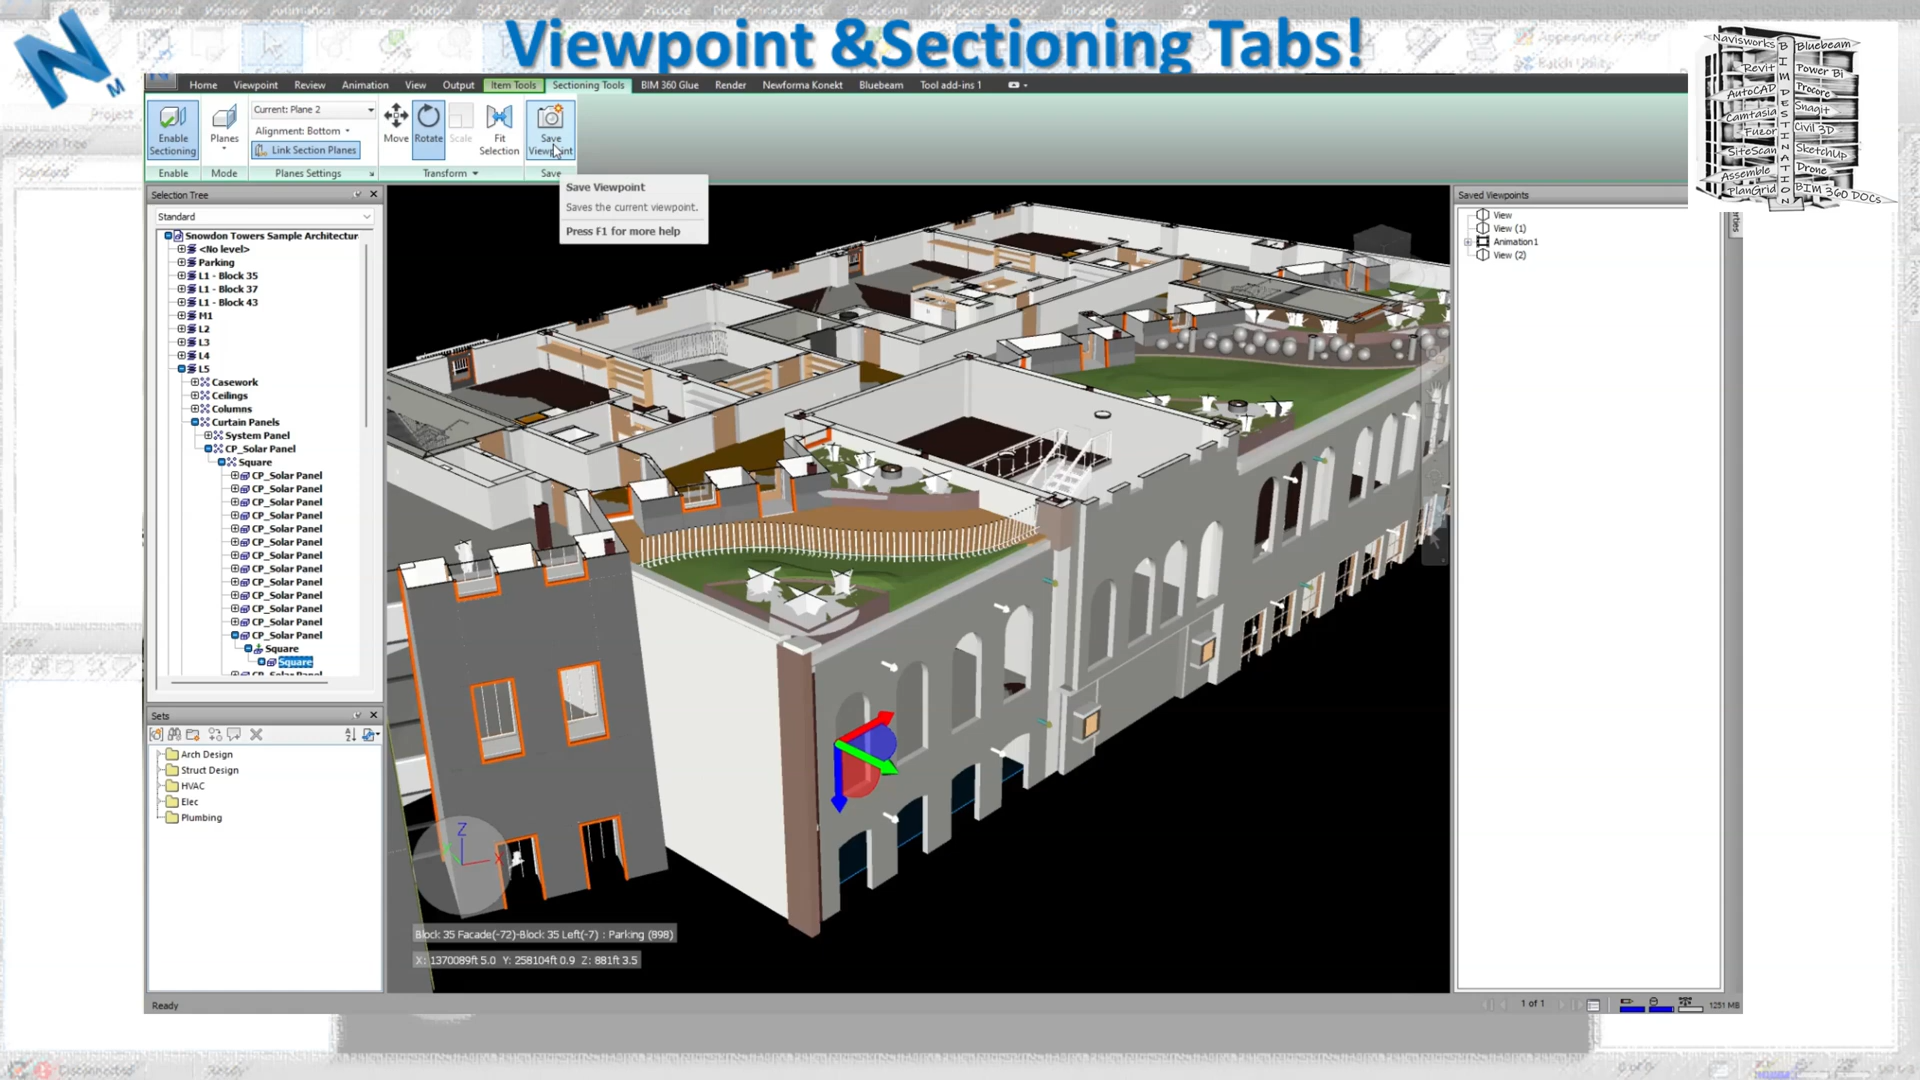 Viewpoint &Sectioning Tabs!
Home Viewpoint Review Animation View Output Item Tools Sectioning Tools BIM 360 Glue Render Newforma Konekt Bluebeam Tool add-ins 1
Enable Sectioning
Planes
Current: Plane 2
Alignment: Bottom
Link Section Planes
Move
Rotate
Scale
Fit Selection
Save Viewpoint
Enable Mode Planes Settings Transform Save
Save Viewpoint
Saves the current viewpoint.
Press F1 for more help
Selection Tree
Standard
Snowdon Towers Sample Architectur
<No level>
Parking
L1 - Block 35
L1 - Block 37
L1 - Block 43
M1
L2
L3
L4
L5
Casework
Ceilings
Columns
Curtain Panels
System Panel
CP_Solar Panel
Square
CP_Solar Panel
CP_Solar Panel
CP_Solar Panel
CP_Solar Panel
CP_Solar Panel
CP_Solar Panel
CP_Solar Panel
CP_Solar Panel
CP_Solar Panel
CP_Solar Panel
CP_Solar Panel
CP_Solar Panel
CP_Solar Panel
Square
Square
CP_Solar Panel
Sets
Arch Design
Struct Design
HVAC
Elec
Plumbing
Z
X
Block 35 Facade(-72)-Block 35 Left(-7) : Parking (898)
X: 1370089ft 5.0 Y: 258104ft 0.9 Z: 881ft 3.5
Saved Viewpoints
View
View (1)
Animation1
View (2)
Ready
1 of 1
1251 MB
N
M
BIM DESTINATION
Navisworks
Bluebeam
Revit
Power Bi
AutoCAD
Procore
Camtasia
Snagit
Fuzor
Civil 3D
SiteScan
SketchUp
Assemble
Drone
PlanGrid
BIM 360 DOCs